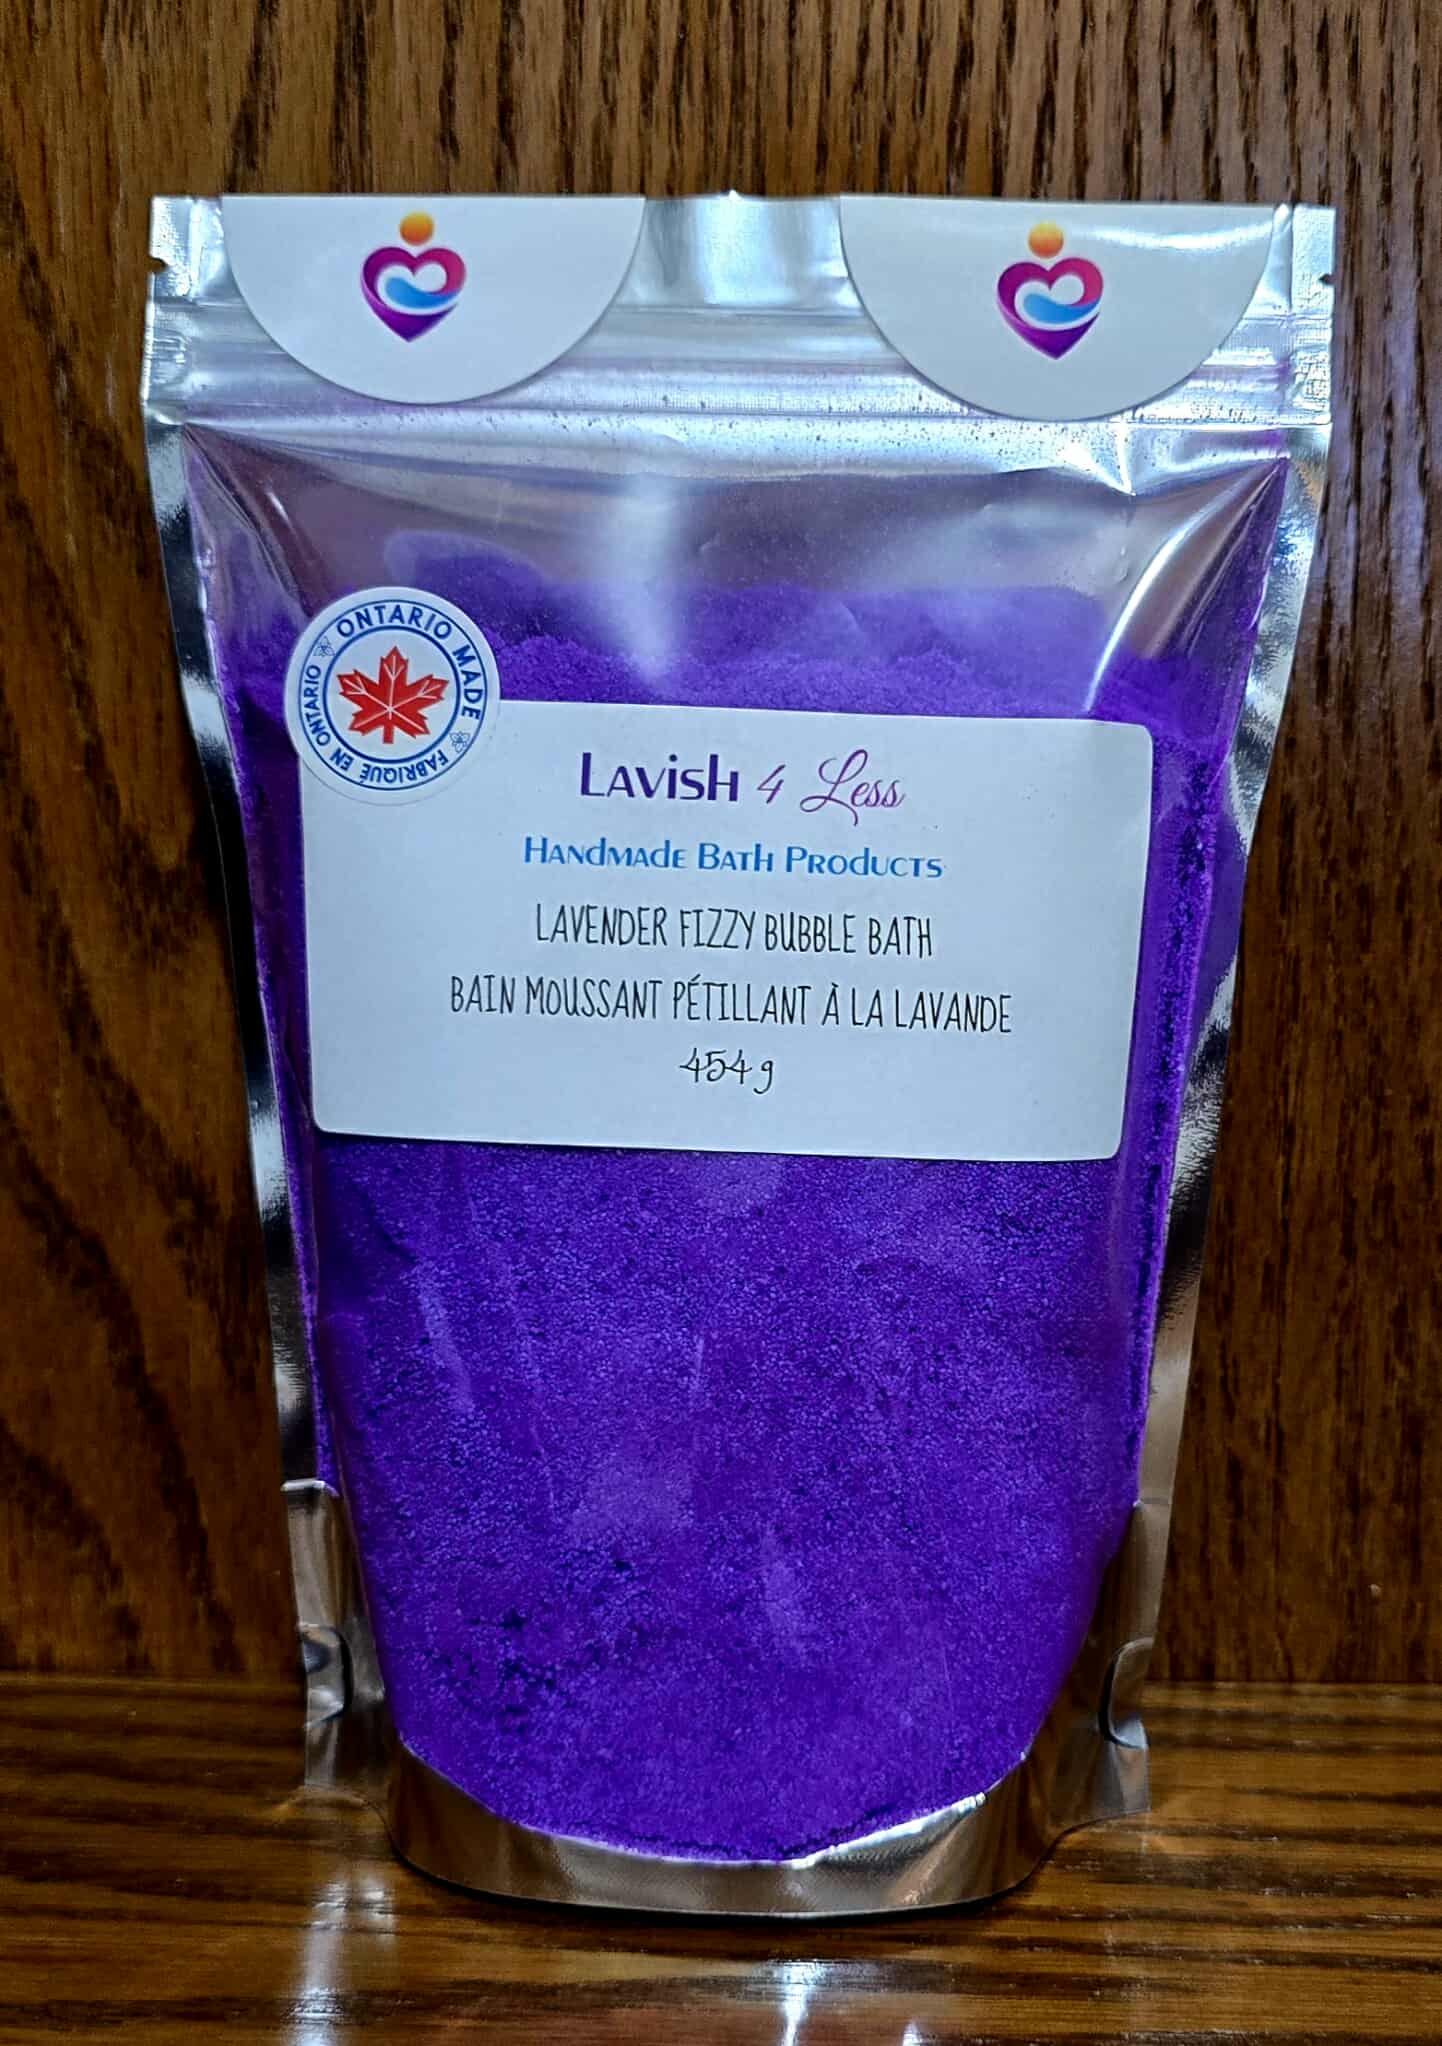 ONTARIO MADE
FABRIQUÉ EN ONTARIO
Lavish 4 Less
Handmade Bath Products
LAVENDER FIZZY BUBBLE BATH
BAIN MOUSSANT PÉTILLANT À LA LAVANDE
454 g